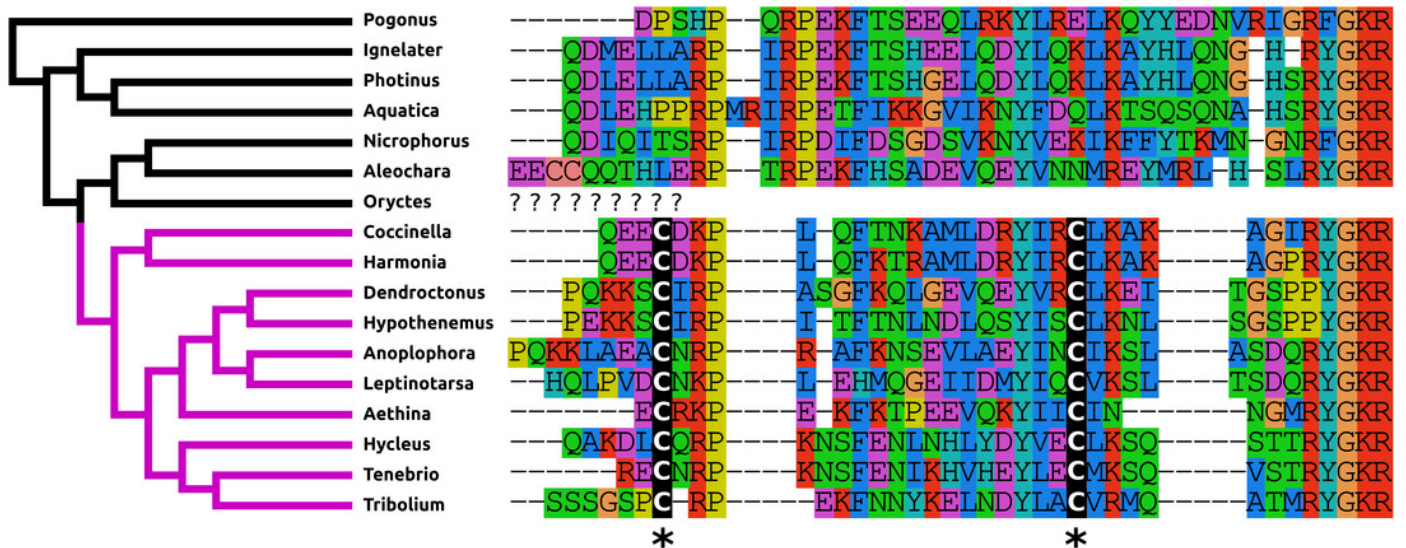 Pogonus -------DPSHP--QRPEKFTSEEQLRKYLRELKQYYEDNVRIGRFGKR
Ignelater ---QDMELLARP--IRPEKFTSHEELQDYLQKLKAYHLQNG-H-RYGKR
Photinus ---QDLELLARP--IRPEKFTSHGELQDYLQKLKAYHLQNG-HSRYGKR
Aquatica ---QDLEHPPRPMRIRPETFIKKGVIKNYFDQLKTSQSQNA-HSRYGKR
Nicrophorus ---QDIQITSRP--IRPDIFDSGDSVKNYVEKIKFFYTKMN-GNRFGKR
Aleochara EECCQQTHLERP--TRPEKFHSADEVQEYVNNMREYMRL-H-SLRYGKR
Oryctes ? ? ? ? ? ? ? ? ?
Coccinella -----QEECDKP----L-QFTNKAMLDRYIRCLKAK-----AGIRYGKR
Harmonia -----QEECDKP----L-QFKTRAMLDRYIRCLKAK-----AGPRYGKR
Dendroctonus ---PQKKSCIRP----ASGFKQLGEVQEYVRCLKEI----TGSPPYGKR
Hypothenemus ---PEKKSCIRP----I-TFTNLNDLQSYISCLKNL----SGSPPYGKR
Anoplophora PQKKLAEACNRP----R-AFKNSEVLAEYINCIKSL----ASDQRYGKR
Leptinotarsa --HQLPVDCNKP----L-EHMQGEIIDMYIQCVKSL----TSDQRYGKR
Aethina -------ECRKP----E-KFKTPEEVQKYIICIN-------NGMRYGKR
Hycleus ---QAKDLCQRP----KNSFENLNHLYDYVECLKSQ-----STTRYGKR
Tenebrio ------RECNRP----KNSFENIKHVHEYLECMKSQ-----VSTRYGKR
Tribolium --SSSGSPC-RP-----EKFNNYKELNDYLACVRMQ-----ATMRYGKR
* *